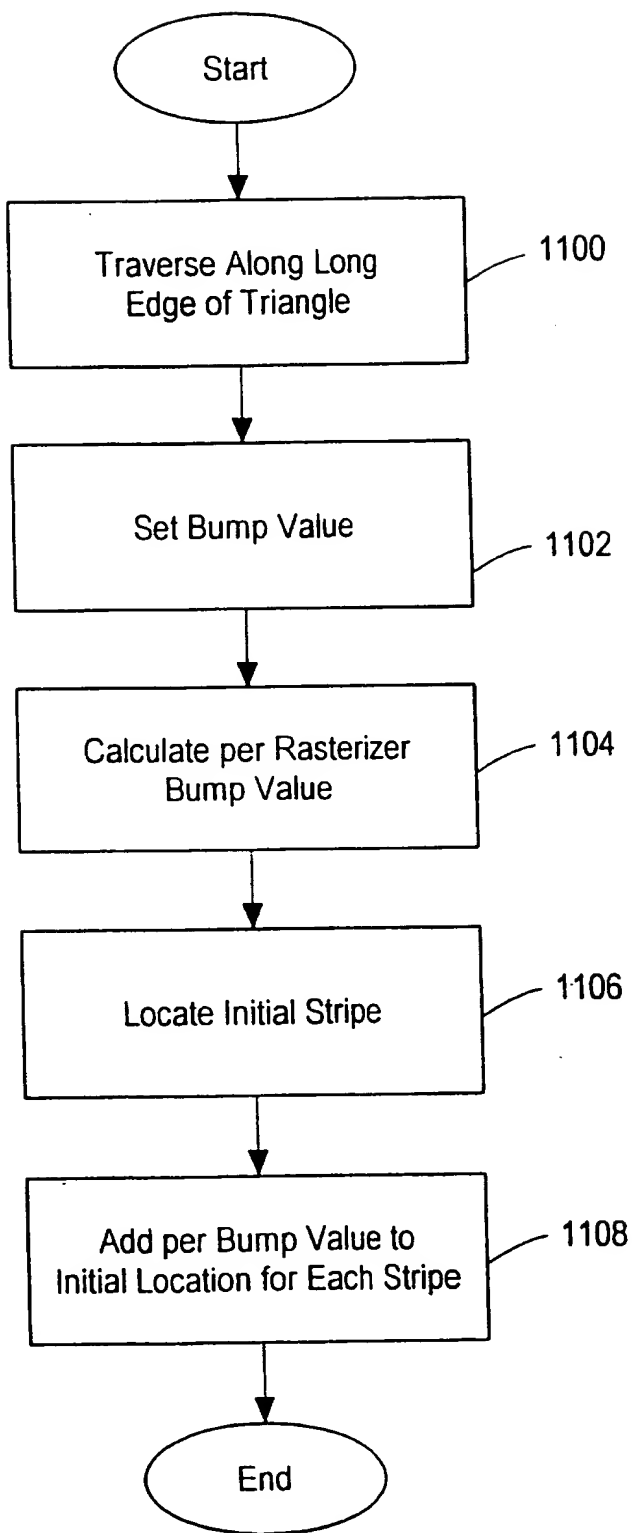 Start
Traverse Along Long
Edge of Triangle
1100
Set Bump Value
1102
Calculate per Rasterizer
Bump Value
1104
Locate Initial Stripe
1106
Add per Bump Value to
Initial Location for Each Stripe
1108
End